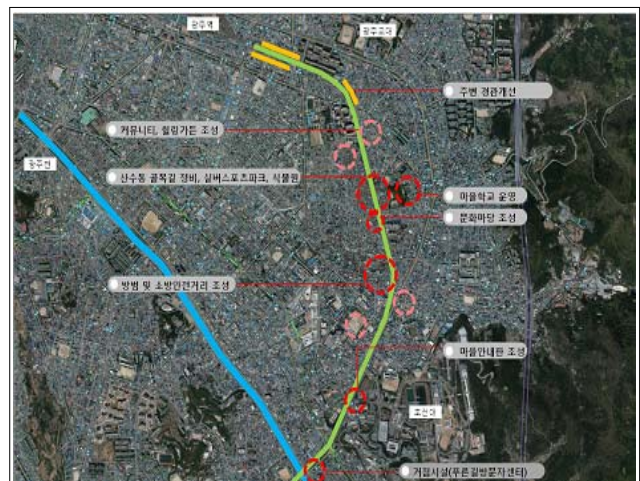 광주역
광주교대
주변 경관개선
커뮤니티, 힐링가든 조성
광주천
산수동 골목길 정비, 실버스포츠파크, 식물원
마을학교 운영
문화마당 조성
방범 및 소방안전거리 조성
마을안내판 조성
조선대
거점시설(푸른길방문자센터)